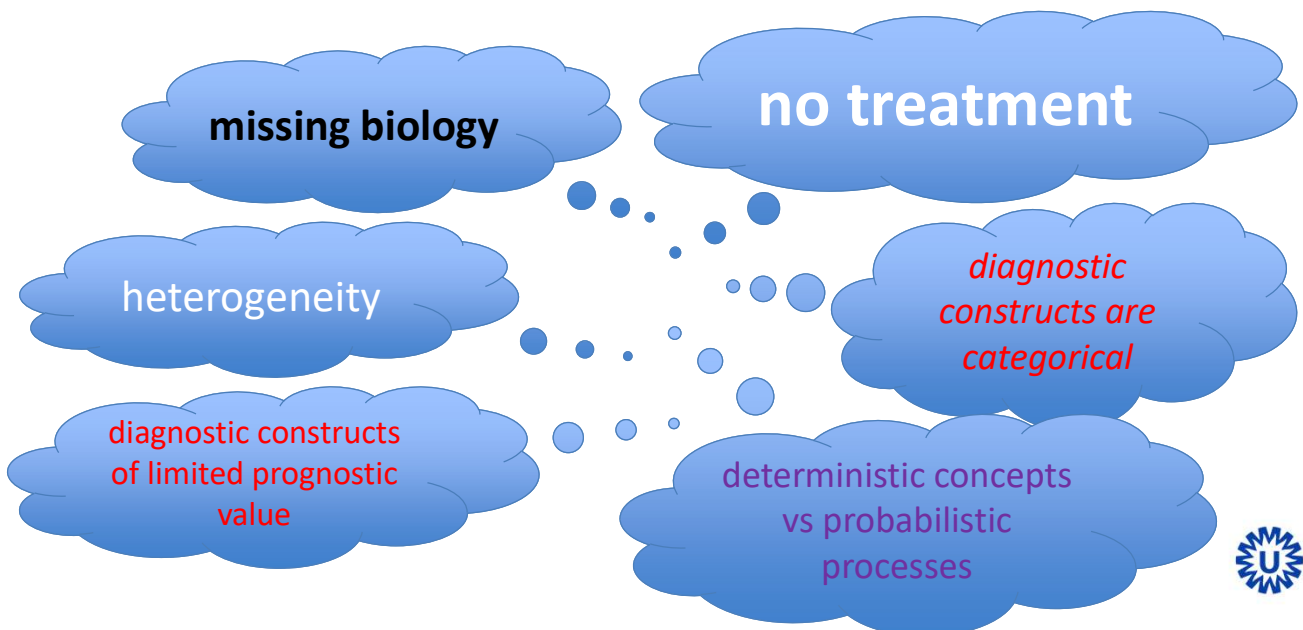 missing biology
no treatment
heterogeneity
diagnostic
constructs are
categorical
diagnostic constructs
of limited prognostic
value
deterministic concepts
vs probabilistic
processes
U